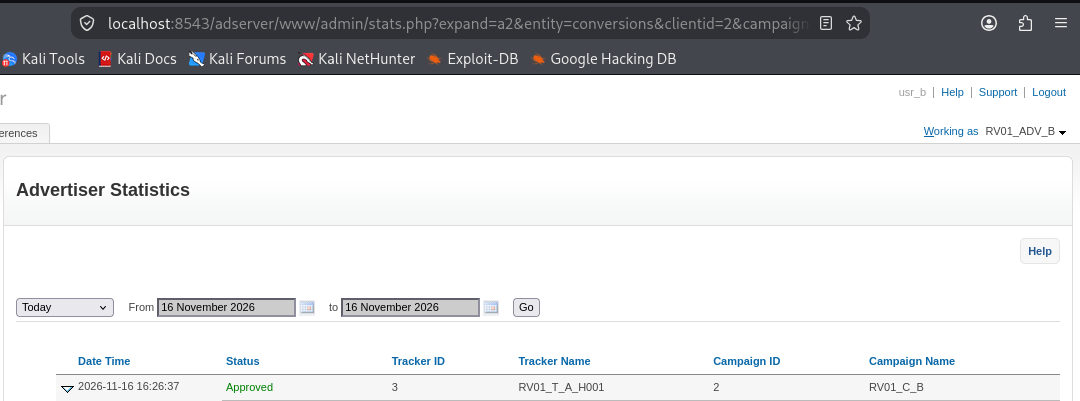 localhost:8543/adserver/www/admin/stats.php?expand=a2&entity=conversions&clientid=2&campaign
Kali Tools Kali Docs Kali Forums Kali NetHunter Exploit-DB Google Hacking DB
r usr_b | Help | Support | Logout
erences Working as RV01_ADV_B
Advertiser Statistics
Help
Today From 16 November 2026 to 16 November 2026 Go
Date Time Status Tracker ID Tracker Name Campaign ID Campaign Name
2026-11-16 16:26:37 Approved 3 RV01_T_A_H001 2 RV01_C_B